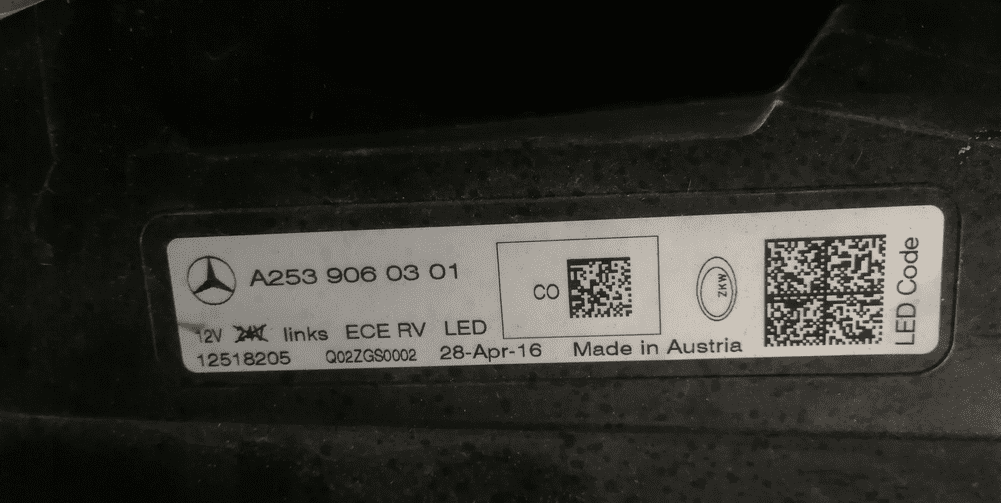 A253 906 03 01
CO
ZKW
LED Code
12V 24V links ECE RV LED
12518205 Q02ZGS0002 28-Apr-16 Made in Austria